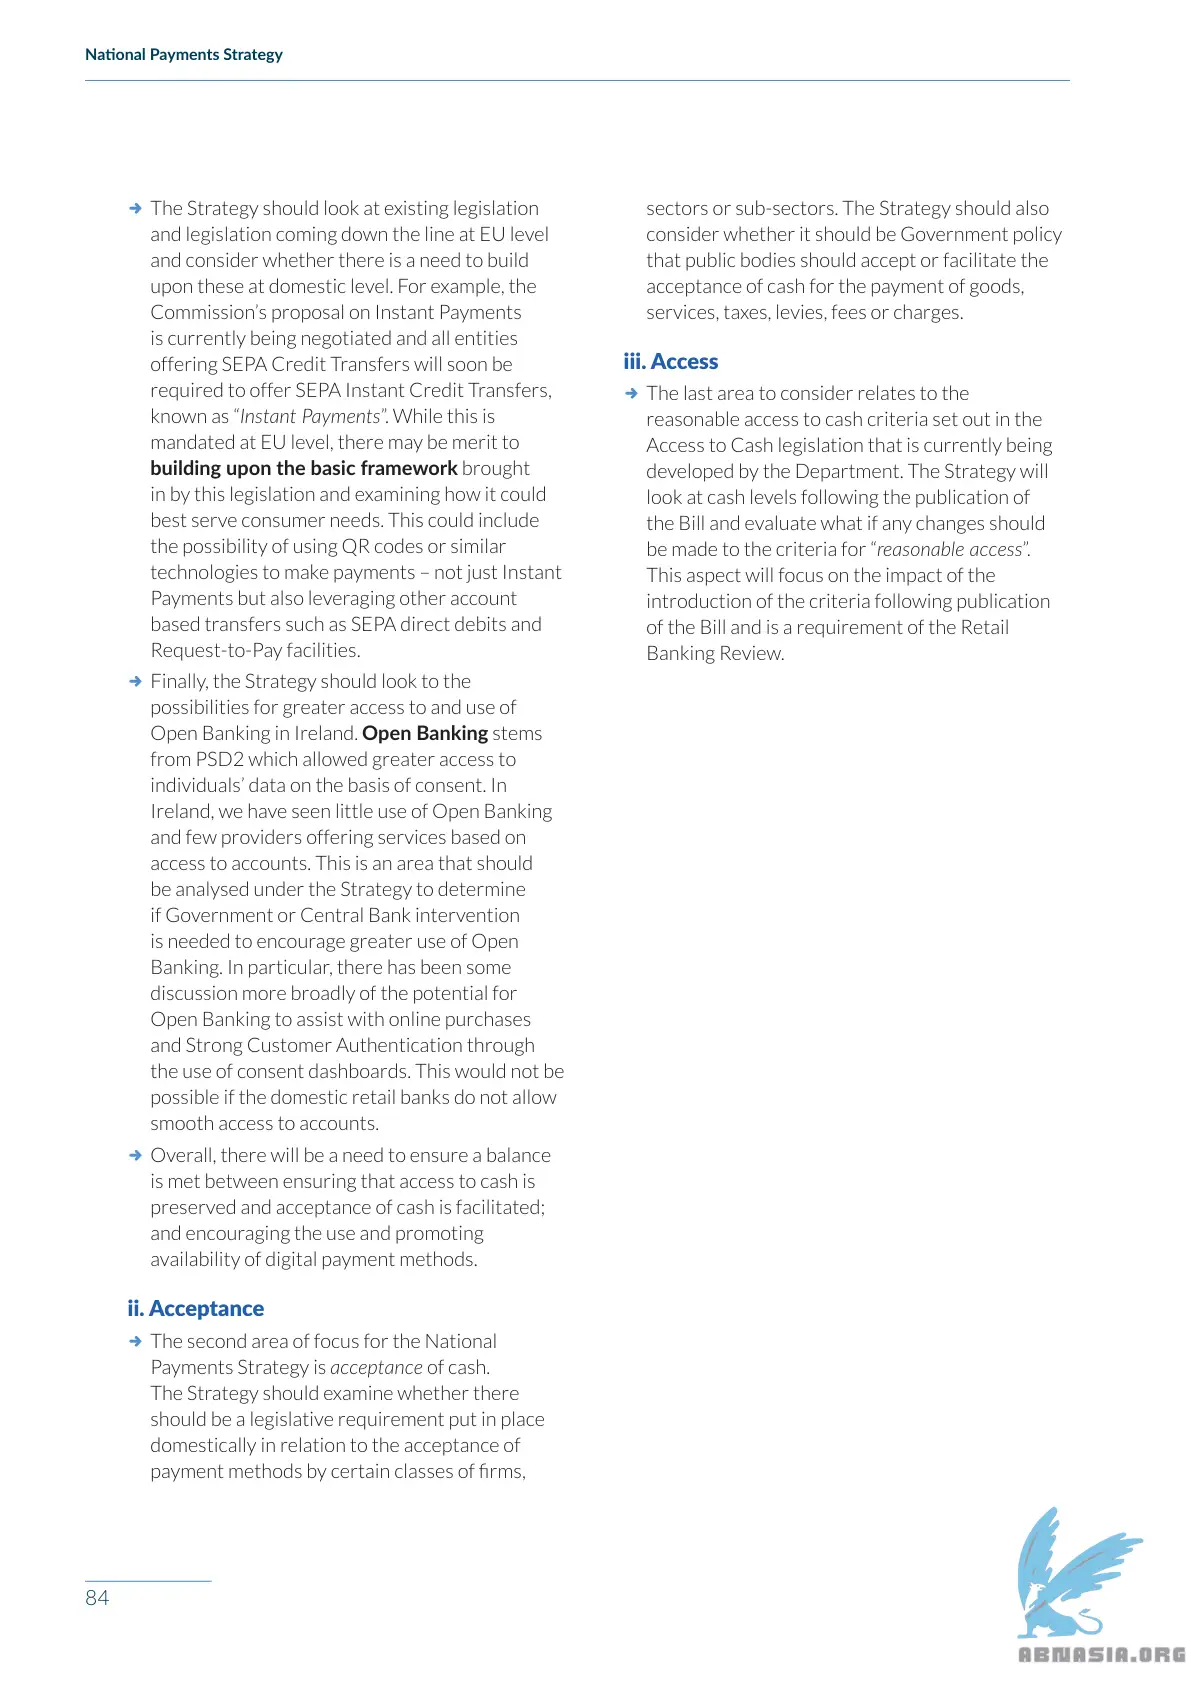 National Payments Strategy
➔ The Strategy should look at existing legislation
and legislation coming down the line at EU level
and consider whether there is a need to build
upon these at domestic level. For example, the
Commission’s proposal on Instant Payments
is currently being negotiated and all entities
offering SEPA Credit Transfers will soon be
required to offer SEPA Instant Credit Transfers,
known as “Instant Payments”. While this is
mandated at EU level, there may be merit to
building upon the basic framework brought
in by this legislation and examining how it could
best serve consumer needs. This could include
the possibility of using QR codes or similar
technologies to make payments – not just Instant
Payments but also leveraging other account
based transfers such as SEPA direct debits and
Request-to-Pay facilities.
➔ Finally, the Strategy should look to the
possibilities for greater access to and use of
Open Banking in Ireland. Open Banking stems
from PSD2 which allowed greater access to
individuals’ data on the basis of consent. In
Ireland, we have seen little use of Open Banking
and few providers offering services based on
access to accounts. This is an area that should
be analysed under the Strategy to determine
if Government or Central Bank intervention
is needed to encourage greater use of Open
Banking. In particular, there has been some
discussion more broadly of the potential for
Open Banking to assist with online purchases
and Strong Customer Authentication through
the use of consent dashboards. This would not be
possible if the domestic retail banks do not allow
smooth access to accounts.
➔ Overall, there will be a need to ensure a balance
is met between ensuring that access to cash is
preserved and acceptance of cash is facilitated;
and encouraging the use and promoting
availability of digital payment methods.
ii. Acceptance
➔ The second area of focus for the National
Payments Strategy is acceptance of cash.
The Strategy should examine whether there
should be a legislative requirement put in place
domestically in relation to the acceptance of
payment methods by certain classes of firms,
sectors or sub-sectors. The Strategy should also
consider whether it should be Government policy
that public bodies should accept or facilitate the
acceptance of cash for the payment of goods,
services, taxes, levies, fees or charges.
iii. Access
➔ The last area to consider relates to the
reasonable access to cash criteria set out in the
Access to Cash legislation that is currently being
developed by the Department. The Strategy will
look at cash levels following the publication of
the Bill and evaluate what if any changes should
be made to the criteria for “reasonable access”.
This aspect will focus on the impact of the
introduction of the criteria following publication
of the Bill and is a requirement of the Retail
Banking Review.
84
ABNASIA.ORG